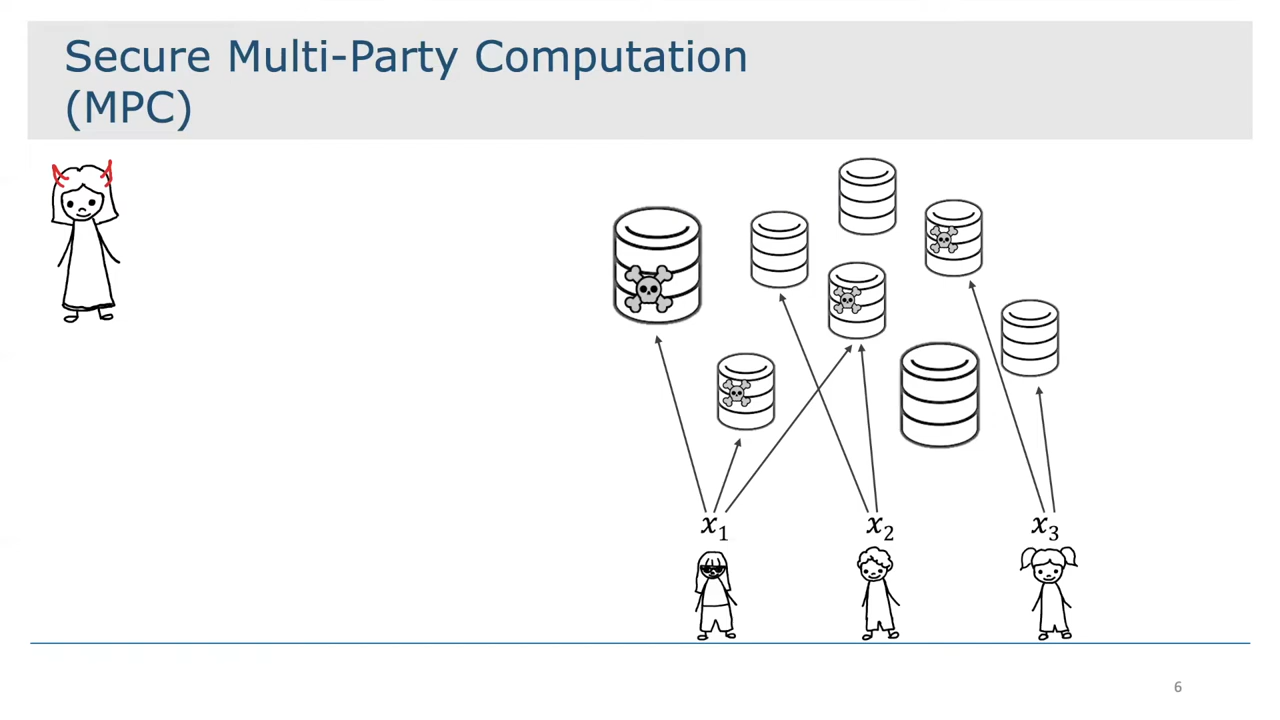 Secure Multi-Party Computation
(MPC)
x₁ x₂ x₃
6